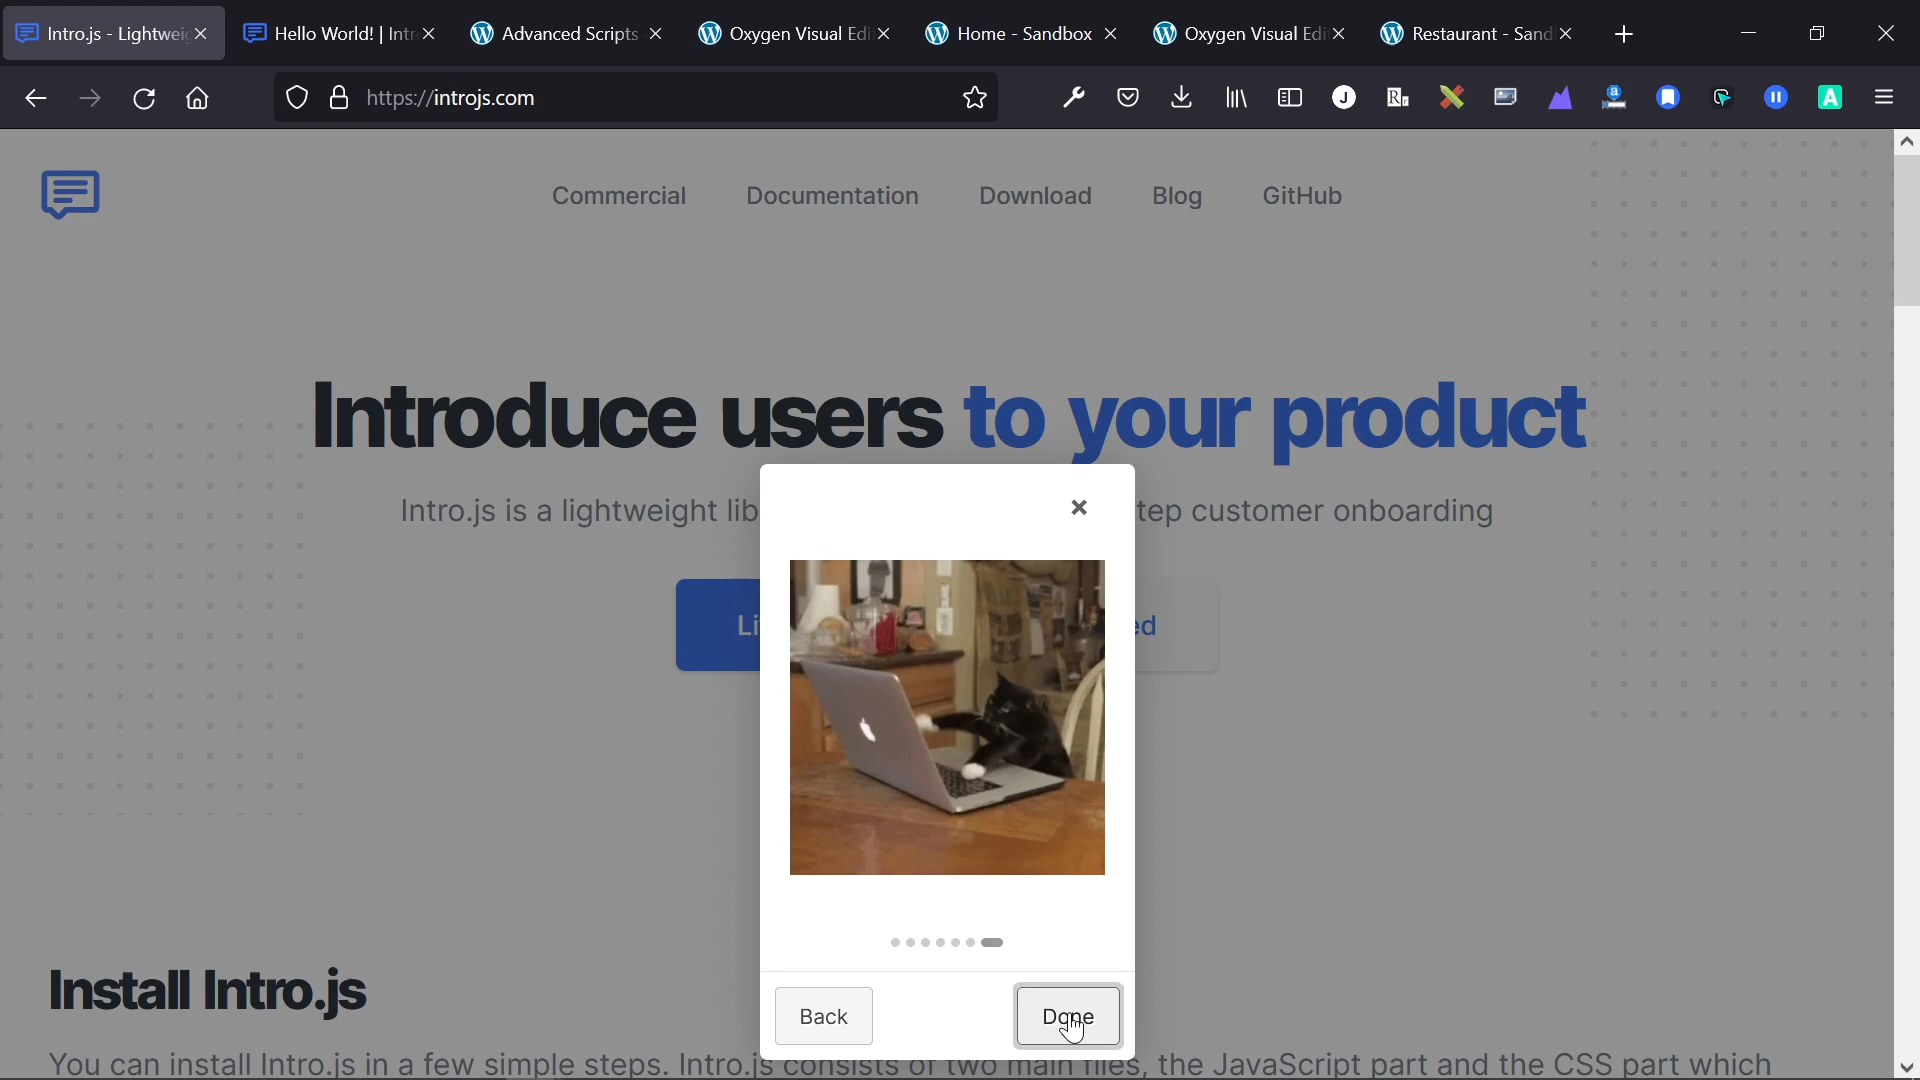 Intro.js - Lightweig
Hello World! | Intr
Advanced Scripts
Oxygen Visual Edi
Home - Sandbox
Oxygen Visual Edi
Restaurant - Sand
https://introjs.com
Commercial
Documentation
Download
Blog
GitHub
Introduce users to your product
Intro.js is a lightweight lib
tep customer onboarding
Li
ed
Back
Done
Install Intro.js
You can install Intro.js in a few simple steps. Intro.js consists of two main files, the JavaScript part and the CSS part which